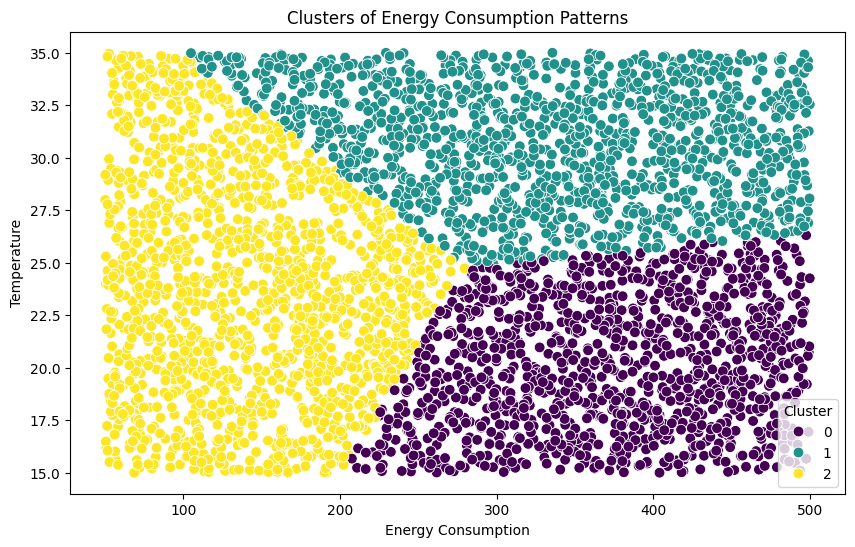 Clusters of Energy Consumption Patterns
Temperature
35.0
32.5
30.0
27.5
25.0
22.5
20.0
17.5
15.0
Cluster
0
1
2
100 200 300 400 500
Energy Consumption